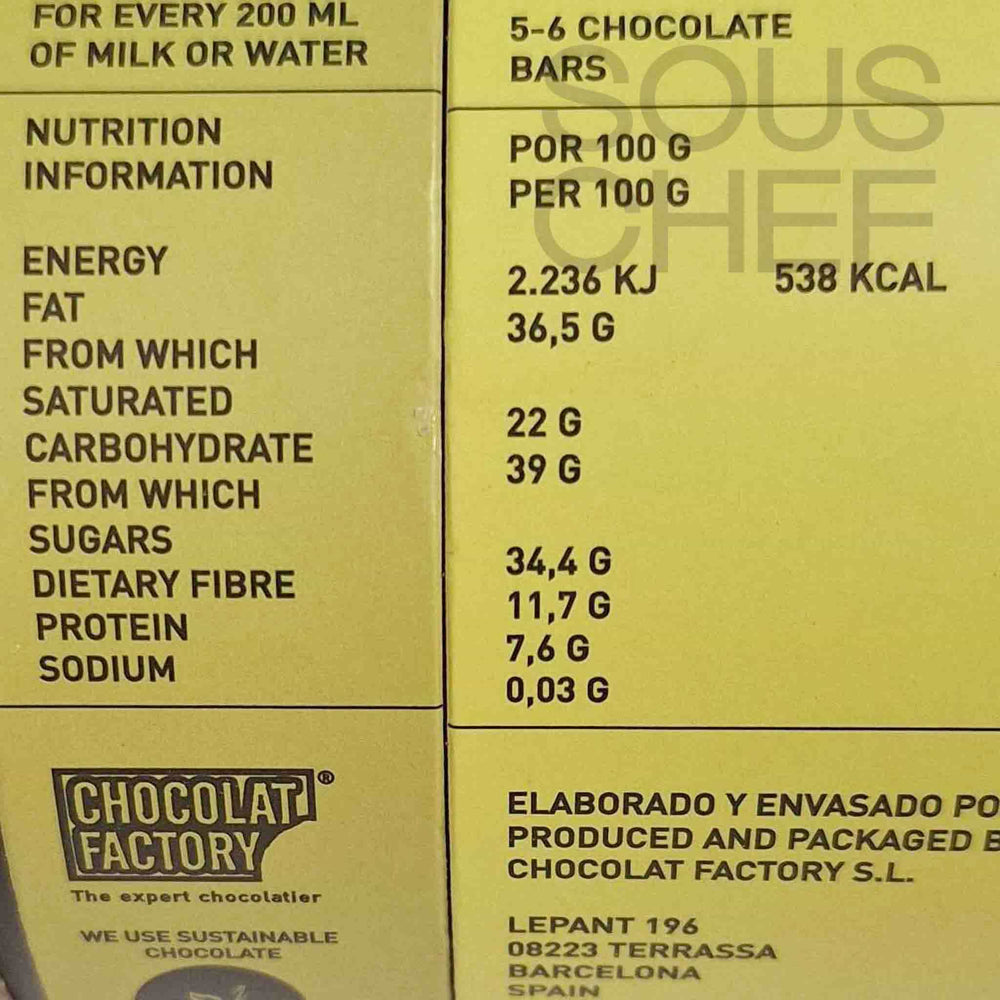 FOR EVERY 200 ML
OF MILK OR WATER
5-6 CHOCOLATE
BARS
SOUS
CHEF
NUTRITION
INFORMATION
POR 100 G
PER 100 G
ENERGY
2.236 KJ 538 KCAL
FAT
36,5 G
FROM WHICH
SATURATED
22 G
CARBOHYDRATE
39 G
FROM WHICH
SUGARS
34,4 G
DIETARY FIBRE
11,7 G
PROTEIN
7,6 G
SODIUM
0,03 G
CHOCOLAT®
FACTORY
The expert chocolatier
WE USE SUSTAINABLE
CHOCOLATE
ELABORADO Y ENVASADO PO
PRODUCED AND PACKAGED B
CHOCOLAT FACTORY S.L.
LEPANT 196
08223 TERRASSA
BARCELONA
SPAIN